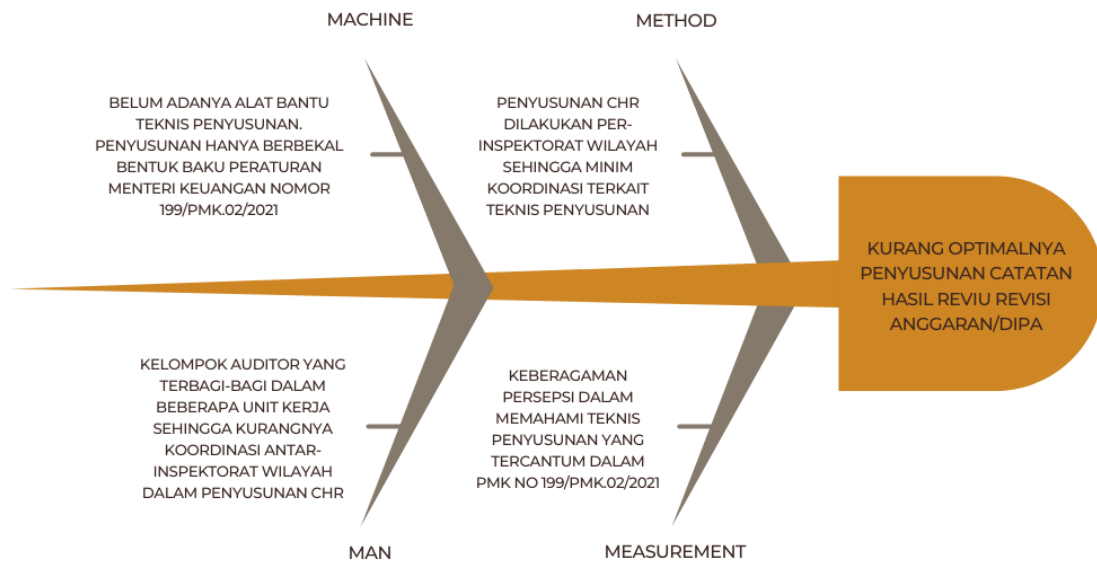 MACHINE
BELUM ADANYA ALAT BANTU
TEKNIS PENYUSUNAN.
PENYUSUNAN HANYA BERBEKAL
BENTUK BAKU PERATURAN
MENTERI KEUANGAN NOMOR
199/PMK.02/2021
METHOD
PENYUSUNAN CHR
DILAKUKAN PER-
INSPEKTORAT WILAYAH
SEHINGGA MINIM
KOORDINASI TERKAIT
TEKNIS PENYUSUNAN
KURANG OPTIMALNYA
PENYUSUNAN CATATAN
HASIL REVIU REVISI
ANGGARAN/DIPA
KELOMPOK AUDITOR YANG
TERBAGI-BAGI DALAM
BEBERAPA UNIT KERJA
SEHINGGA KURANGNYA
KOORDINASI ANTAR-
INSPEKTORAT WILAYAH
DALAM PENYUSUNAN CHR
MAN
KEBERAGAMAN
PERSEPSI DALAM
MEMAHAMI TEKNIS
PENYUSUNAN YANG
TERCANTUM DALAM
PMK NO 199/PMK.02/2021
MEASUREMENT